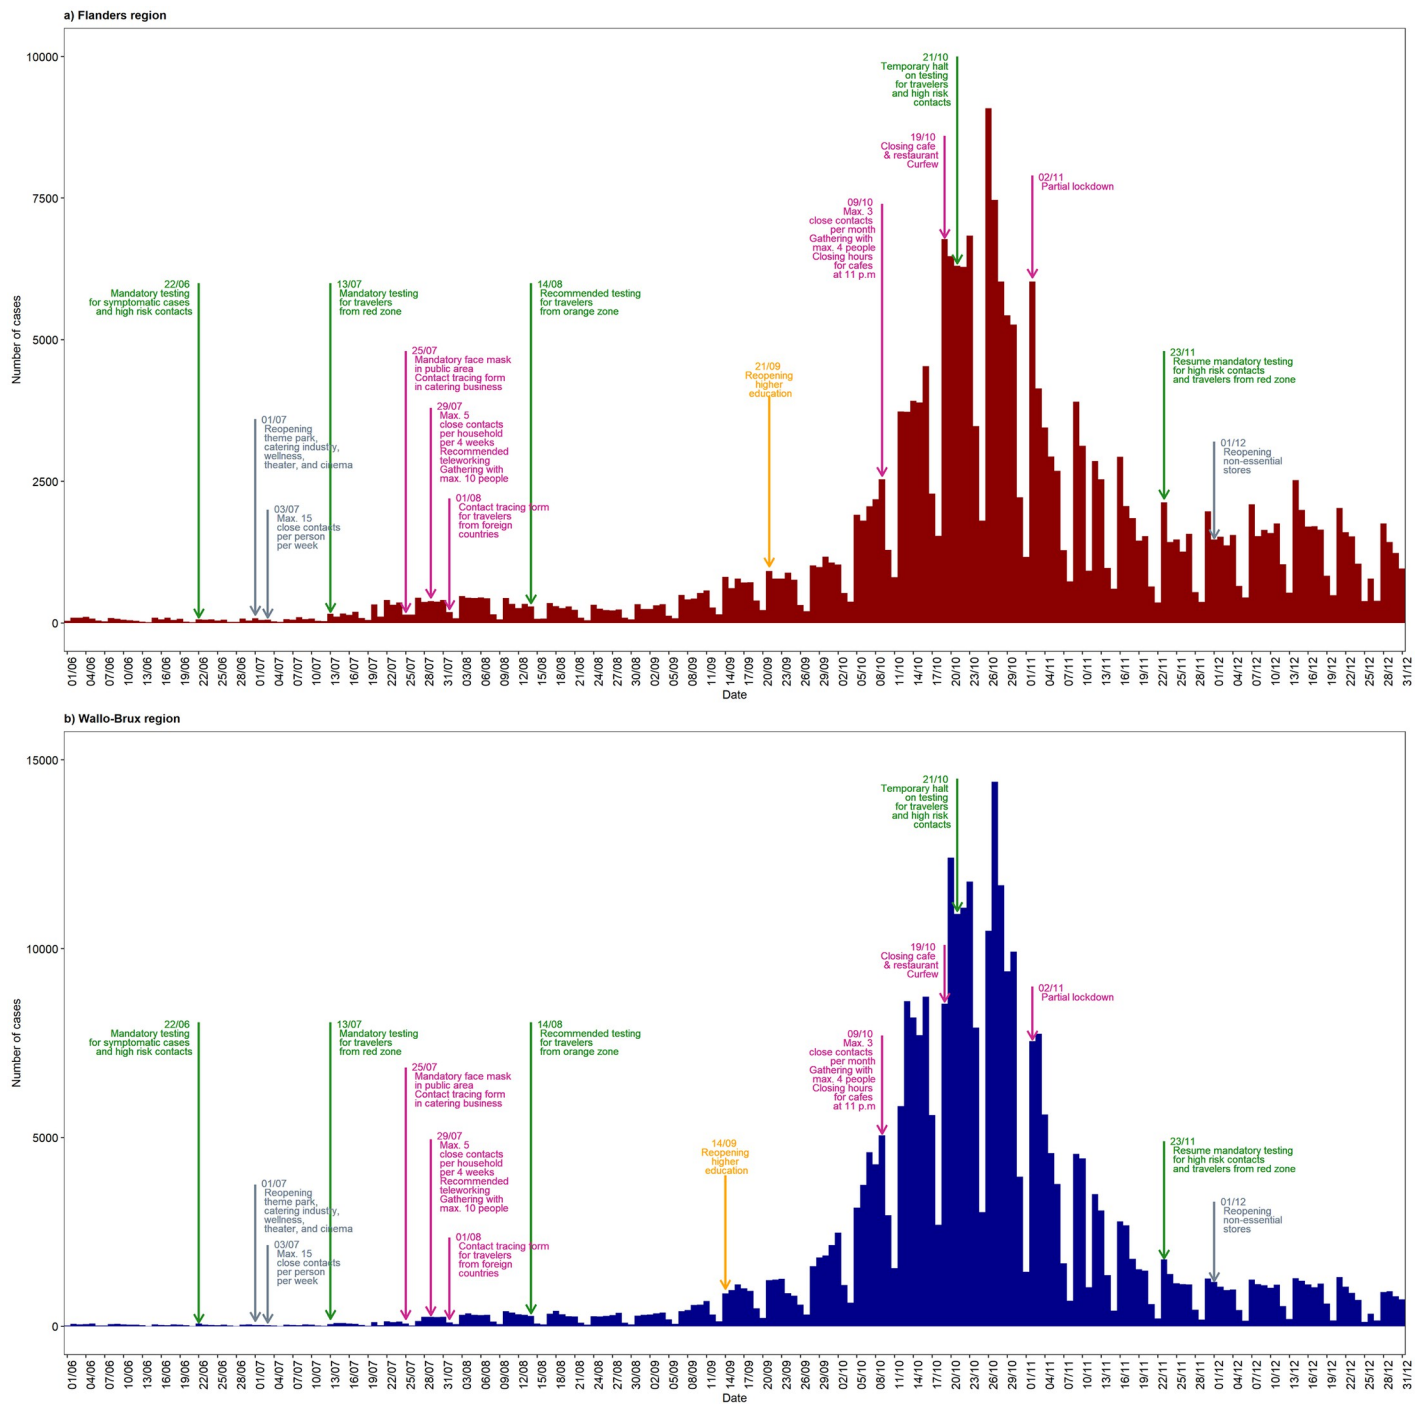 a) Flanders region
10000
7500
5000
2500
0
Number of cases
22/06
Mandatory testing
for symptomatic cases
and high risk contacts
01/07
Reopening
theme park,
catering industry,
wellness,
theater, and cinema
03/07
Max. 15
close contacts
per person
per week
13/07
Mandatory testing
for travelers
from red zone
25/07
Mandatory face mask
in public area
Contact tracing form
in catering business
29/07
Max. 5
close contacts
per household
per 4 weeks
Recommended
teleworking
Gathering with
max. 10 people
01/08
Contact tracing form
for travelers
from foreign
countries
14/08
Recommended testing
for travelers
from orange zone
21/09
Reopening
higher
education
09/10
Max. 3
close contacts
per month
Gathering with
max. 4 people
Closing hours
for cafes
at 11 p.m
19/10
Closing cafe
& restaurant
Curfew
21/10
Temporary halt
on testing
for travelers
and high risk
contacts
02/11
Partial lockdown
23/11
Resume mandatory testing
for high risk contacts
and travelers from red zone
01/12
Reopening
non-essential
stores
01/06 04/06 07/06 10/06 13/06 16/06 19/06 22/06 25/06 28/06 01/07 04/07 07/07 10/07 13/07 16/07 19/07 22/07 25/07 28/07 31/07 03/08 06/08 09/08 12/08 15/08 18/08 21/08 24/08 27/08 30/08 02/09 05/09 08/09 11/09 14/09 17/09 20/09 23/09 26/09 29/09 02/10 05/10 08/10 11/10 14/10 17/10 20/10 23/10 26/10 29/10 01/11 04/11 07/11 10/11 13/11 16/11 19/11 22/11 25/11 28/11 01/12 04/12 07/12 10/12 13/12 16/12 19/12 22/12 25/12 28/12 31/12
Date
b) Wallo-Brux region
15000
10000
5000
0
Number of cases
22/06
Mandatory testing
for symptomatic cases
and high risk contacts
01/07
Reopening
theme park,
catering industry,
wellness,
theater, and cinema
03/07
Max. 15
close contacts
per person
per week
13/07
Mandatory testing
for travelers
from red zone
25/07
Mandatory face mask
in public area
Contact tracing form
in catering business
29/07
Max. 5
close contacts
per household
per 4 weeks
Recommended
teleworking
Gathering with
max. 10 people
01/08
Contact tracing form
for travelers
from foreign
countries
14/08
Recommended testing
for travelers
from orange zone
14/09
Reopening
higher
education
09/10
Max. 3
close contacts
per month
Gathering with
max. 4 people
Closing hours
for cafes
at 11 p.m
19/10
Closing cafe
& restaurant
Curfew
21/10
Temporary halt
on testing
for travelers
and high risk
contacts
02/11
Partial lockdown
23/11
Resume mandatory testing
for high risk contacts
and travelers from red zone
01/12
Reopening
non-essential
stores
01/06 04/06 07/06 10/06 13/06 16/06 19/06 22/06 25/06 28/06 01/07 04/07 07/07 10/07 13/07 16/07 19/07 22/07 25/07 28/07 31/07 03/08 06/08 09/08 12/08 15/08 18/08 21/08 24/08 27/08 30/08 02/09 05/09 08/09 11/09 14/09 17/09 20/09 23/09 26/09 29/09 02/10 05/10 08/10 11/10 14/10 17/10 20/10 23/10 26/10 29/10 01/11 04/11 07/11 10/11 13/11 16/11 19/11 22/11 25/11 28/11 01/12 04/12 07/12 10/12 13/12 16/12 19/12 22/12 25/12 28/12 31/12
Date